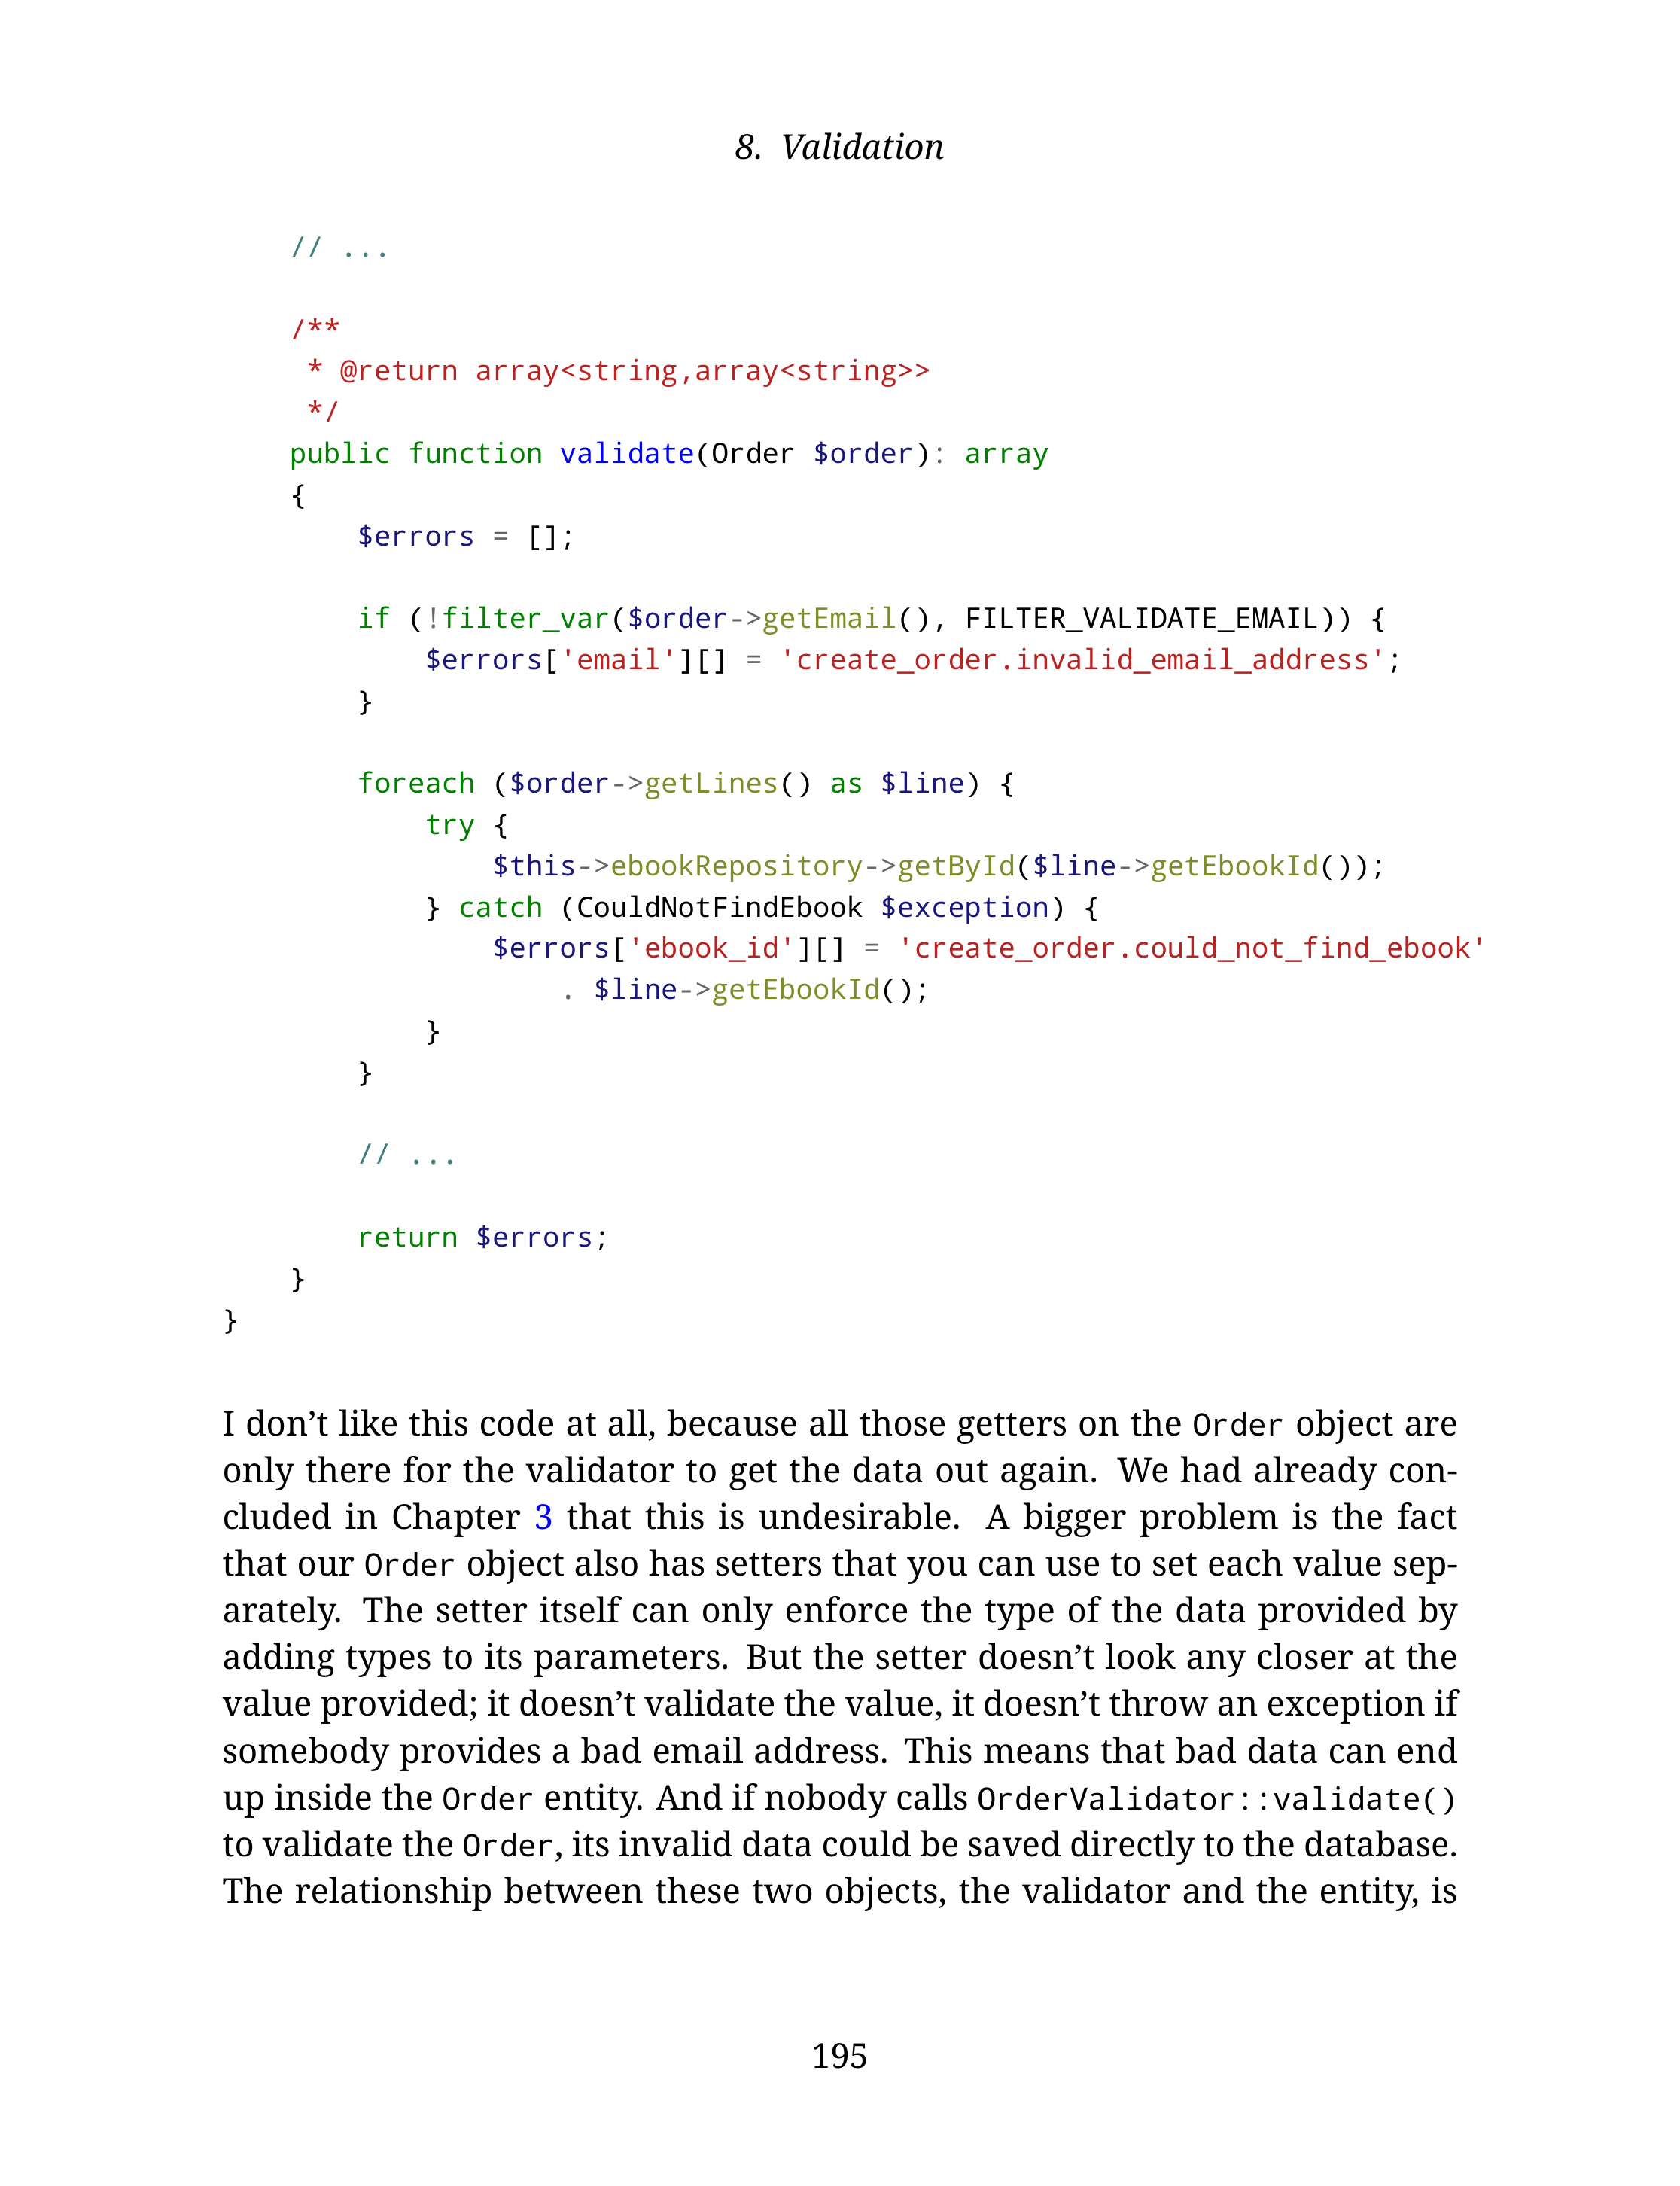 8. Validation
// ...
/**
 * @return array<string,array<string>>
 */
public function validate(Order $order): array
{
    $errors = [];
    if (!filter_var($order->getEmail(), FILTER_VALIDATE_EMAIL)) {
        $errors['email'][] = 'create_order.invalid_email_address';
    }
    foreach ($order->getLines() as $line) {
        try {
            $this->ebookRepository->getById($line->getEbookId());
        } catch (CouldNotFindEbook $exception) {
            $errors['ebook_id'][] = 'create_order.could_not_find_ebook'
                . $line->getEbookId();
        }
    }
    // ...
    return $errors;
}
}
I don’t like this code at all, because all those getters on the Order object are
only there for the validator to get the data out again. We had already con-
cluded in Chapter 3 that this is undesirable. A bigger problem is the fact
that our Order object also has setters that you can use to set each value sep-
arately. The setter itself can only enforce the type of the data provided by
adding types to its parameters. But the setter doesn’t look any closer at the
value provided; it doesn’t validate the value, it doesn’t throw an exception if
somebody provides a bad email address. This means that bad data can end
up inside the Order entity. And if nobody calls OrderValidator::validate()
to validate the Order, its invalid data could be saved directly to the database.
The relationship between these two objects, the validator and the entity, is
195